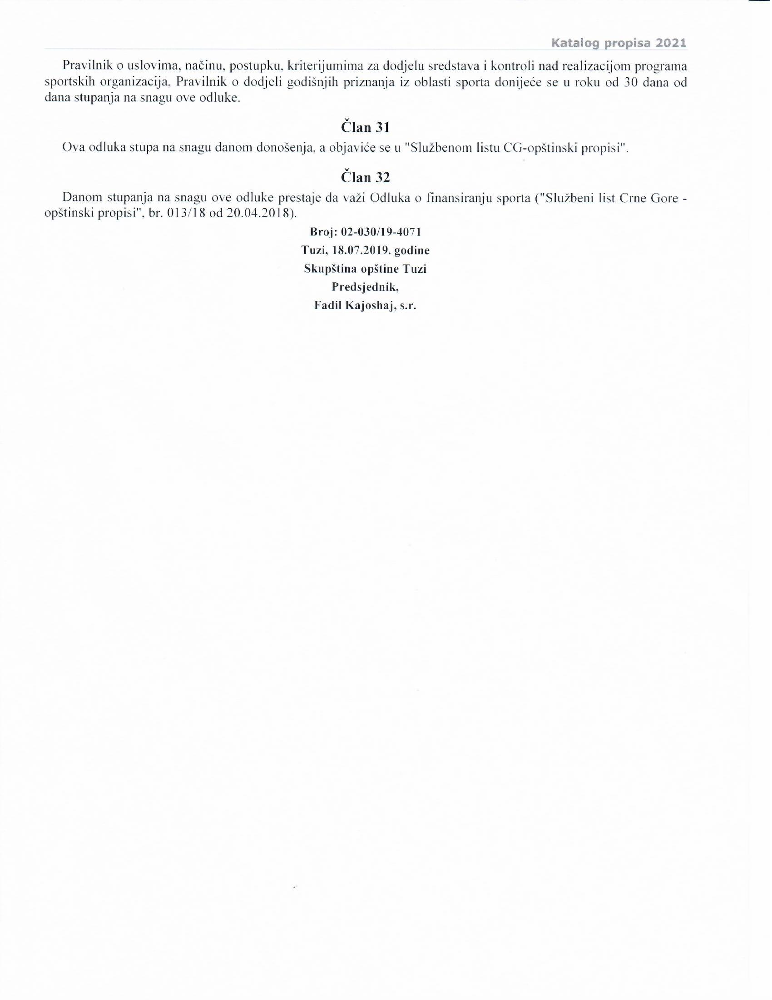 Katalog propisa 2021
Pravilnik o uslovima, načinu, postupku, kriterijumima za dodjelu sredstava i kontroli nad realizacijom programa
sportskih organizacija, Pravilnik o dodjeli godišnjih priznanja iz oblasti sporta donijeće se u roku od 30 dana od
dana stupanja na snagu ove odluke.
Član 31
Ova odluka stupa na snagu danom donošenja, a objaviće se u "Službenom listu CG-opštinski propisi".
Član 32
Danom stupanja na snagu ove odluke prestaje da važi Odluka o finansiranju sporta ("Službeni list Crne Gore -
opštinski propisi", br. 013/18 od 20.04.2018).
Broj: 02-030/19-4071
Tuzi, 18.07.2019. godine
Skupština opštine Tuzi
Predsjednik,
Fadil Kajoshaj, s.r.